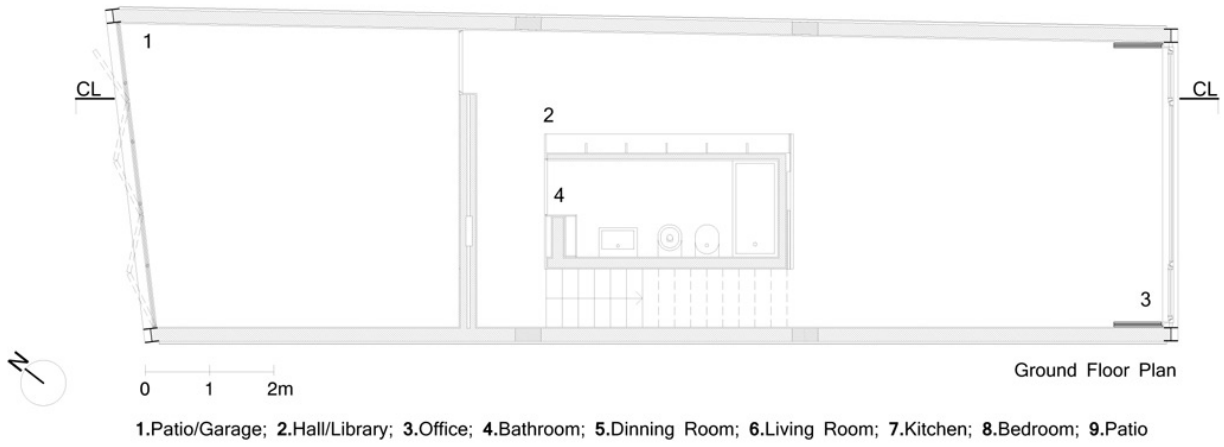 1
CL
CL
2
4
3
N
0 1 2m
Ground Floor Plan
1.Patio/Garage; 2.Hall/Library; 3.Office; 4.Bathroom; 5.Dinning Room; 6.Living Room; 7.Kitchen; 8.Bedroom; 9.Patio